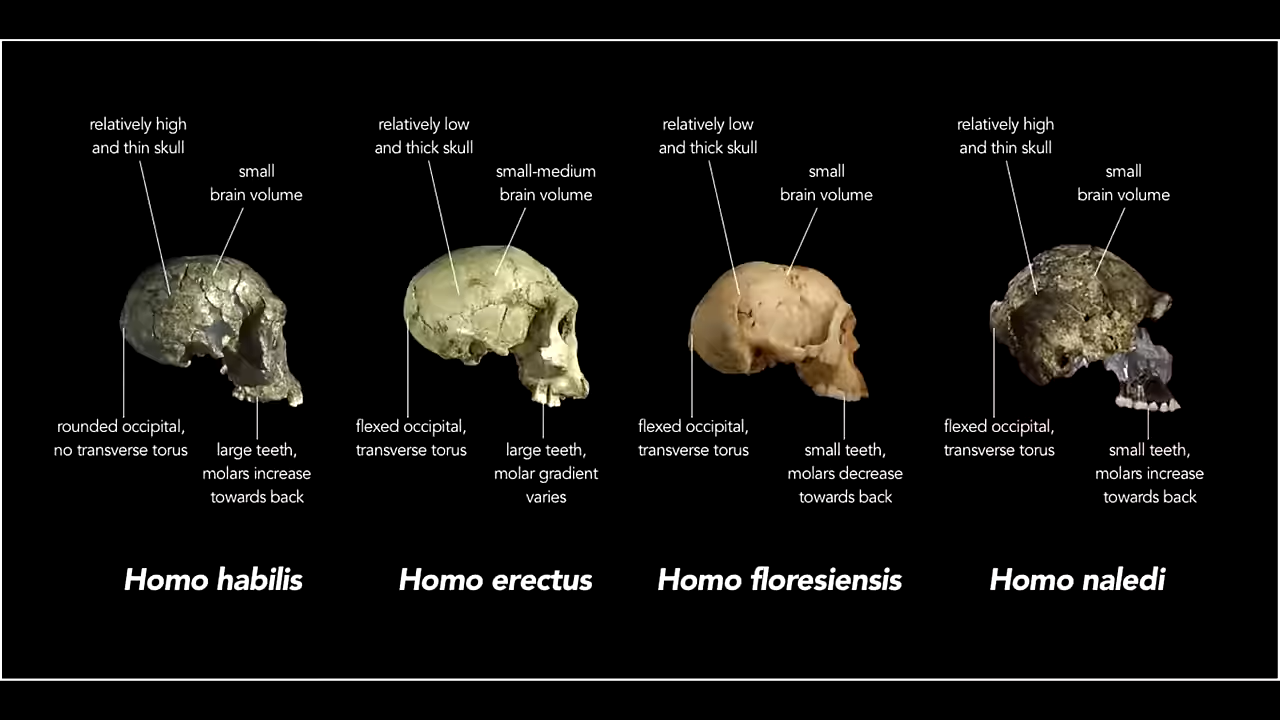 relatively high
and thin skull
small
brain volume
rounded occipital,
no transverse torus
large teeth,
molars increase
towards back
Homo habilis
relatively low
and thick skull
small-medium
brain volume
flexed occipital,
transverse torus
large teeth,
molar gradient
varies
Homo erectus
relatively low
and thick skull
small
brain volume
flexed occipital,
transverse torus
small teeth,
molars decrease
towards back
Homo floresiensis
relatively high
and thin skull
small
brain volume
flexed occipital,
transverse torus
small teeth,
molars increase
towards back
Homo naledi